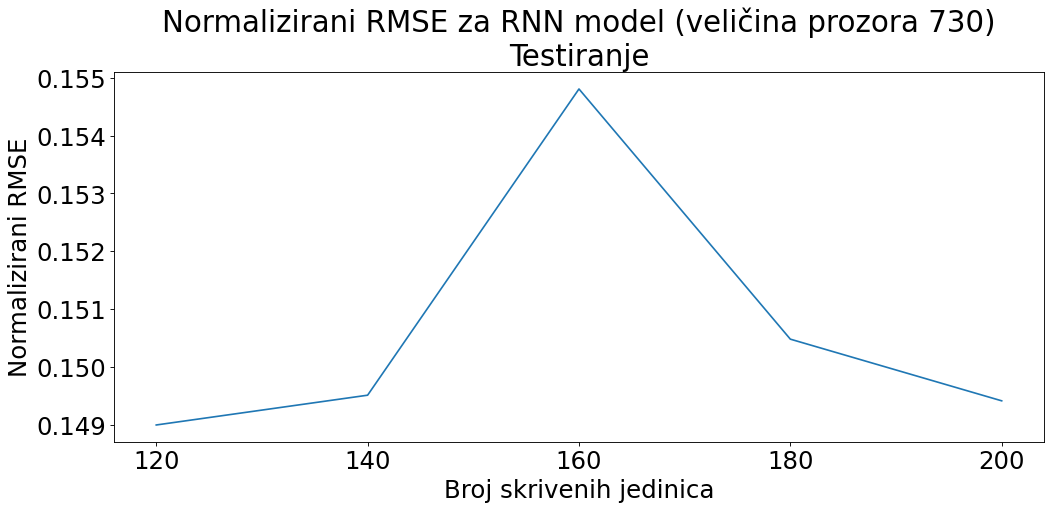 Normalizirani RMSE za RNN model (veličina prozora 730)
Testiranje
Normalizirani RMSE
0.155
0.154
0.153
0.152
0.151
0.150
0.149
120 140 160 180 200
Broj skrivenih jedinica